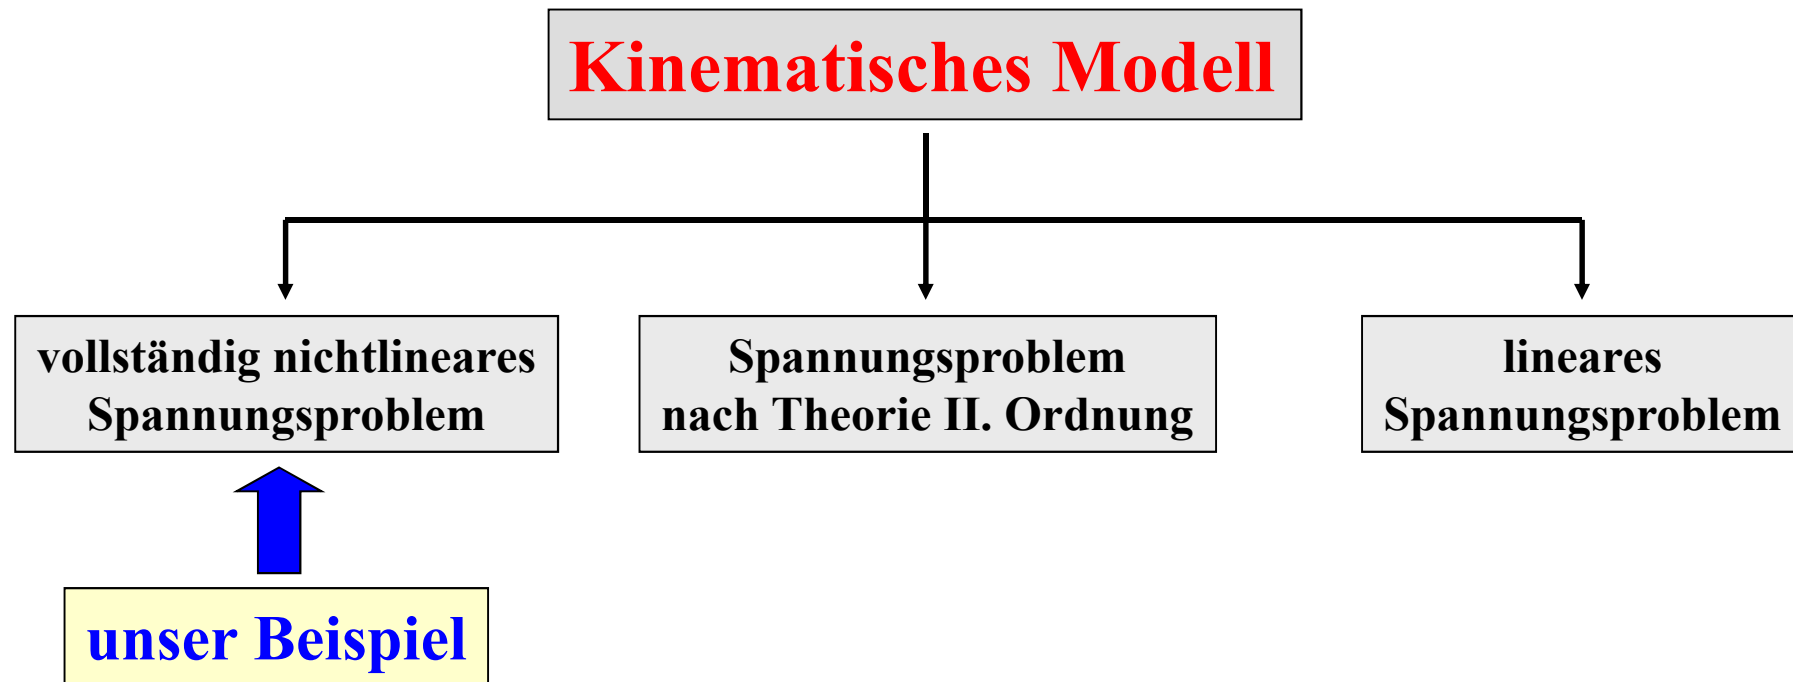 Kinematisches Modell
vollständig nichtlineares
Spannungsproblem
Spannungsproblem
nach Theorie II. Ordnung
lineares
Spannungsproblem
unser Beispiel